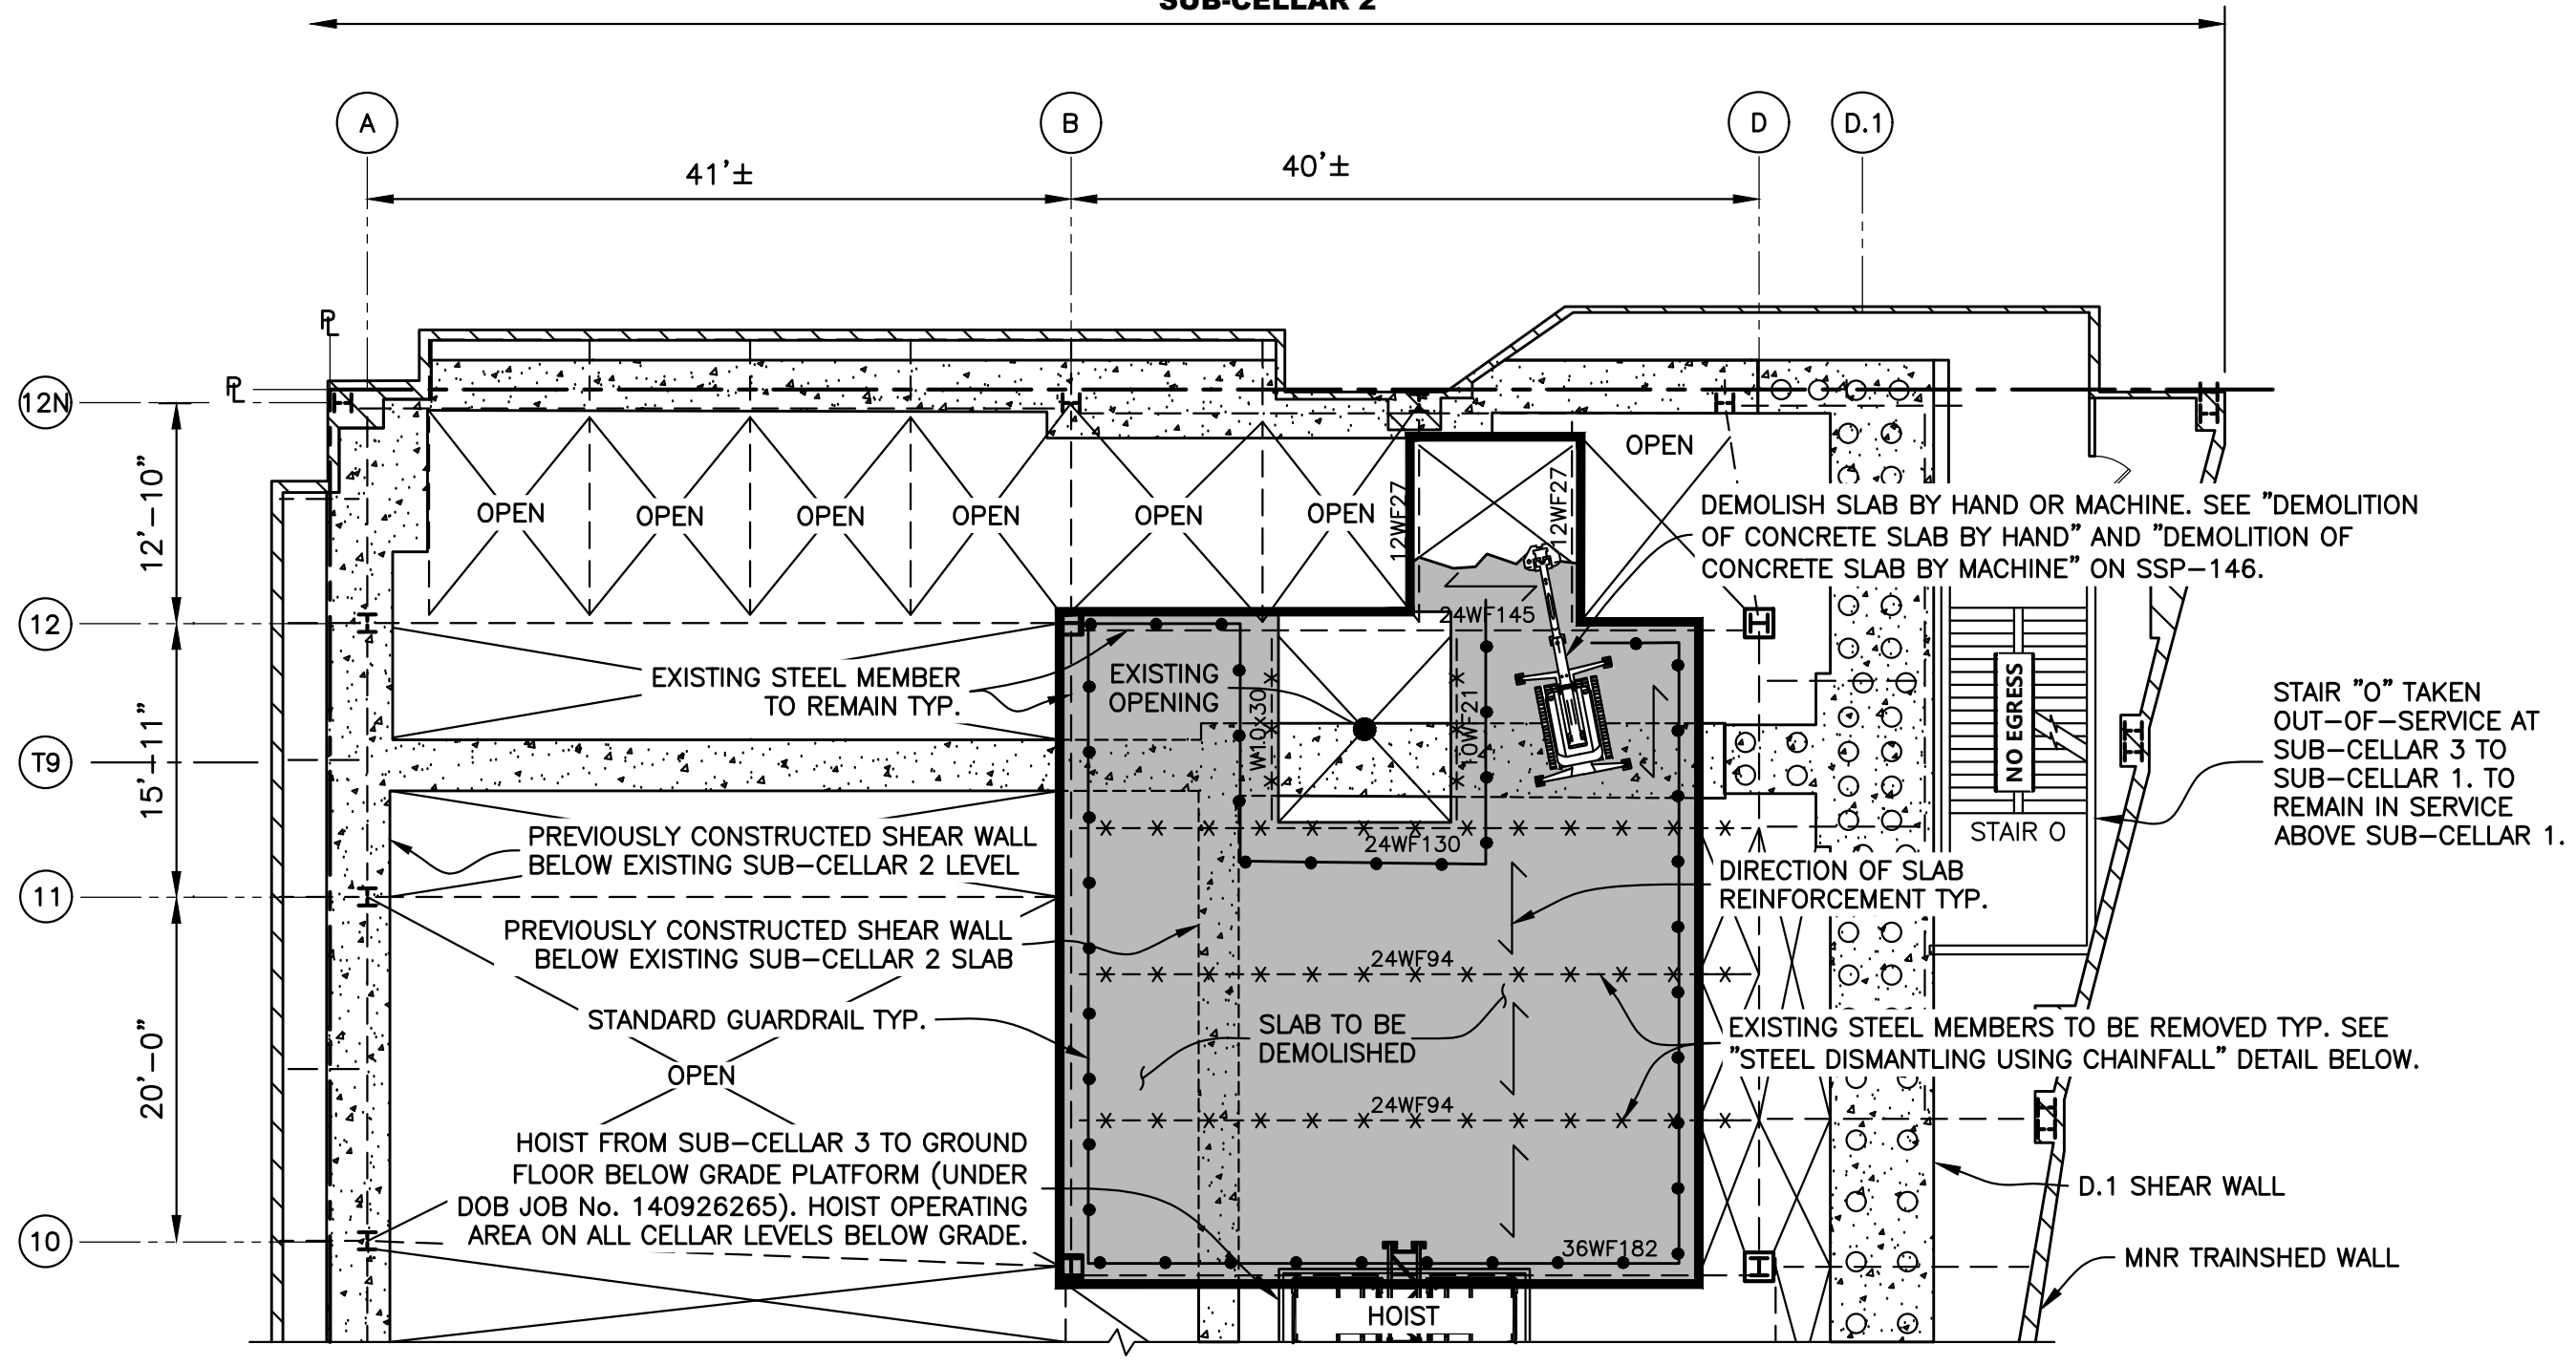 SUB-CELLAR 2
A
B
D
D.1
41'±
40'±
PL
PL
12N
12
T9
11
10
12'-10"
15'-11"
20'-0"
OPEN
OPEN
OPEN
OPEN
OPEN
OPEN
OPEN
12WF27
12WF27
DEMOLISH SLAB BY HAND OR MACHINE. SEE "DEMOLITION
OF CONCRETE SLAB BY HAND" AND "DEMOLITION OF
CONCRETE SLAB BY MACHINE" ON SSP-146.
24WF145
EXISTING STEEL MEMBER
TO REMAIN TYP.
EXISTING
OPENING
W10x30
10WF21
NO EGRESS
STAIR O
STAIR "O" TAKEN
OUT-OF-SERVICE AT
SUB-CELLAR 3 TO
SUB-CELLAR 1. TO
REMAIN IN SERVICE
ABOVE SUB-CELLAR 1.
PREVIOUSLY CONSTRUCTED SHEAR WALL
BELOW EXISTING SUB-CELLAR 2 LEVEL
24WF130
DIRECTION OF SLAB
REINFORCEMENT TYP.
PREVIOUSLY CONSTRUCTED SHEAR WALL
BELOW EXISTING SUB-CELLAR 2 SLAB
24WF94
STANDARD GUARDRAIL TYP.
SLAB TO BE
DEMOLISHED
EXISTING STEEL MEMBERS TO BE REMOVED TYP. SEE
"STEEL DISMANTLING USING CHAINFALL" DETAIL BELOW.
OPEN
24WF94
HOIST FROM SUB-CELLAR 3 TO GROUND
FLOOR BELOW GRADE PLATFORM (UNDER
DOB JOB No. 140926265). HOIST OPERATING
AREA ON ALL CELLAR LEVELS BELOW GRADE.
36WF182
D.1 SHEAR WALL
MNR TRAINSHED WALL
HOIST